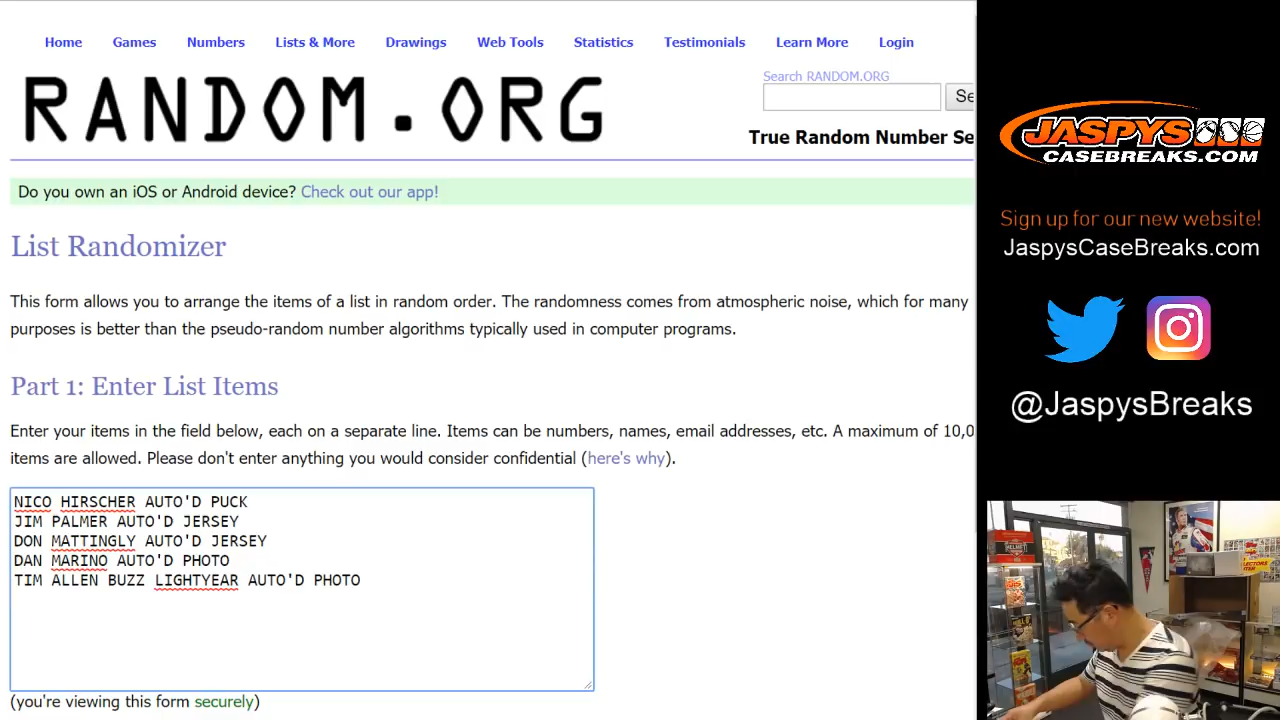 Home Games Numbers Lists & More Drawings Web Tools Statistics Testimonials Learn More Login
RANDOM.ORG
Search RANDOM.ORG
Se
True Random Number Se
Do you own an iOS or Android device? Check out our app!
List Randomizer
This form allows you to arrange the items of a list in random order. The randomness comes from atmospheric noise, which for many
purposes is better than the pseudo-random number algorithms typically used in computer programs.
Part 1: Enter List Items
Enter your items in the field below, each on a separate line. Items can be numbers, names, email addresses, etc. A maximum of 10,0
items are allowed. Please don't enter anything you would consider confidential (here's why).
NICO HIRSCHER AUTO'D PUCK
JIM PALMER AUTO'D JERSEY
DON MATTINGLY AUTO'D JERSEY
DAN MARINO AUTO'D PHOTO
TIM ALLEN BUZZ LIGHTYEAR AUTO'D PHOTO
(you're viewing this form securely)
JASPYS
CASEBREAKS.COM
Sign up for our new website!
JaspysCaseBreaks.com
@JaspysBreaks